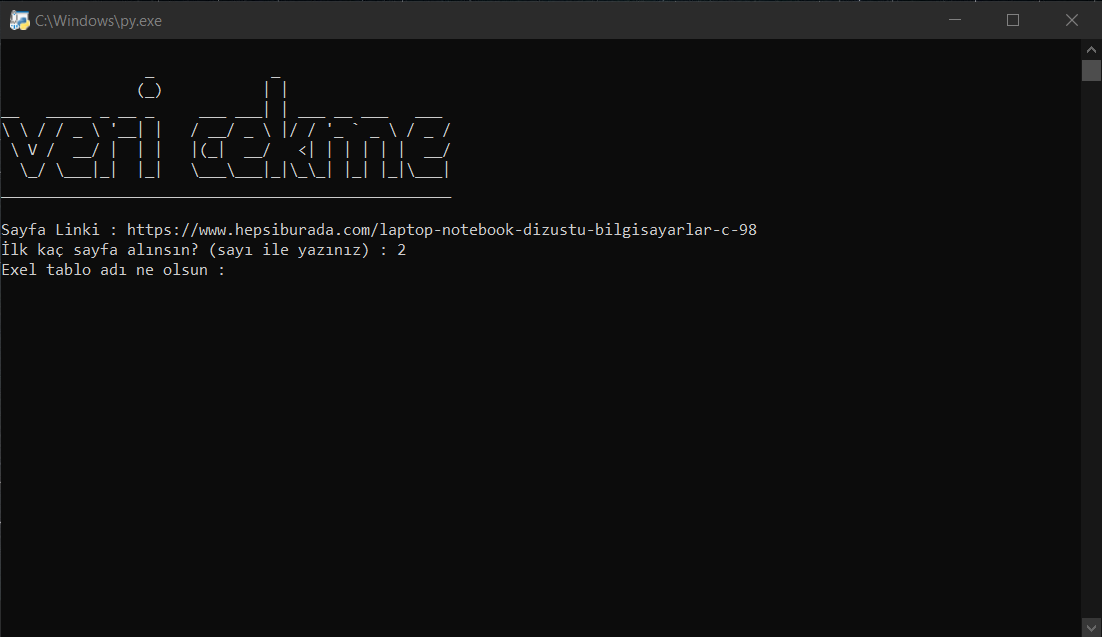 C:\Windows\py.exe
veri cekme
Sayfa Linki : https://www.hepsiburada.com/laptop-notebook-dizustu-bilgisayarlar-c-98
İlk kaç sayfa alınsın? (sayı ile yazınız) : 2
Exel tablo adı ne olsun :